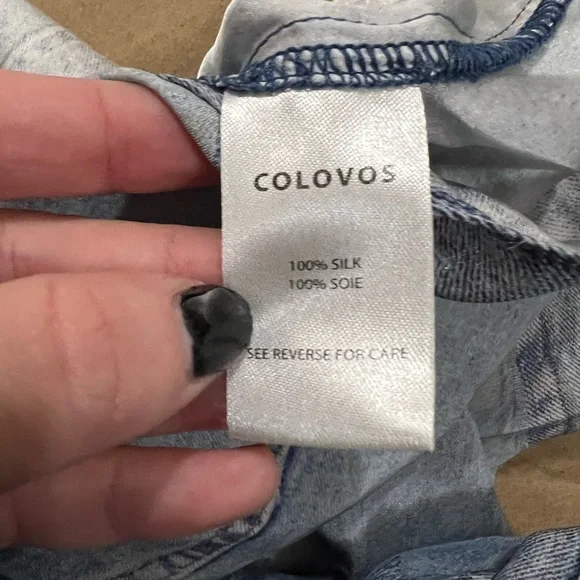 COLOVOS
100% SILK
100% SOIE
SEE REVERSE FOR CARE